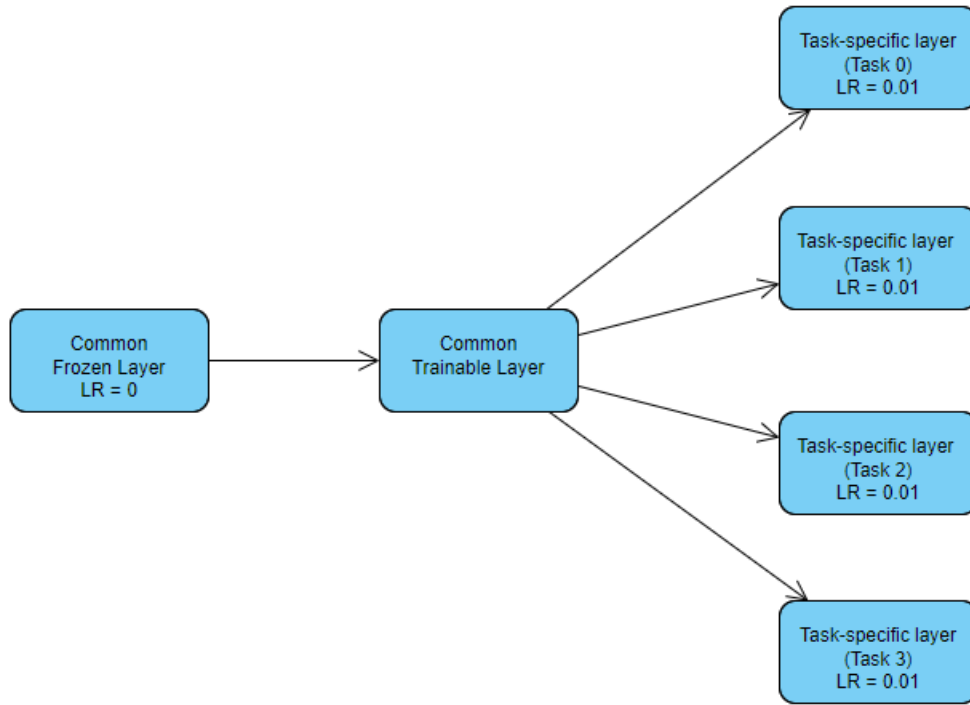 Task-specific layer
(Task 0)
LR = 0.01
Task-specific layer
(Task 1)
LR = 0.01
Common
Frozen Layer
LR = 0
Common
Trainable Layer
Task-specific layer
(Task 2)
LR = 0.01
Task-specific layer
(Task 3)
LR = 0.01